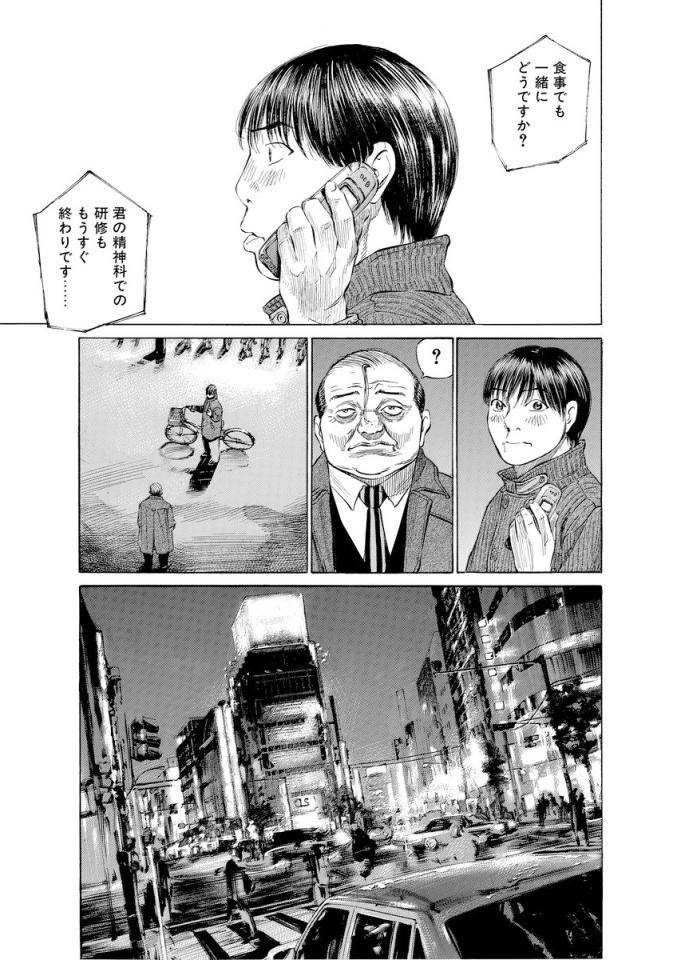 食事でも
一緒に
どうですか?
君の精神科での
研修も
もうすぐ
終わりです……
?